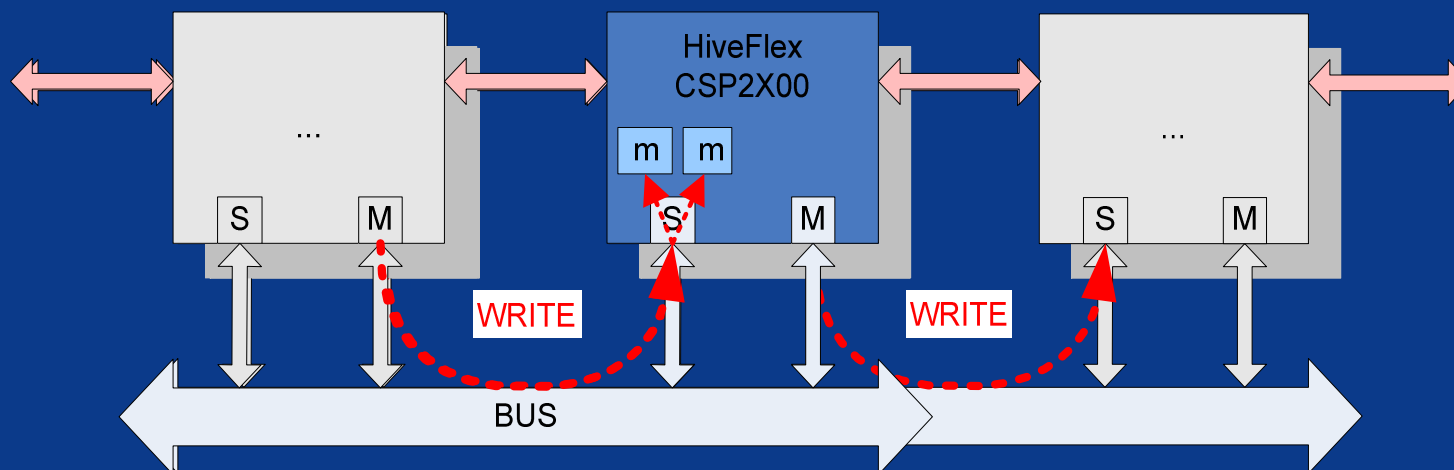 HiveFlex
CSP2X00
...
...
m m
S M
S M
S M
WRITE
WRITE
BUS